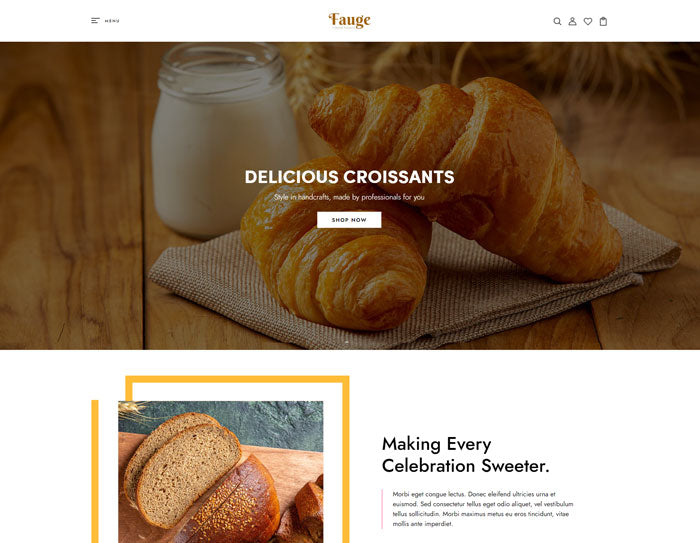 MENU
Fauge
DELICIOUS CROISSANTS
Style in handcrafts, made by professionals for you
SHOP NOW
Making Every
Celebration Sweeter.
Morbi eget congue lectus. Donec eleifend ultricies urna et
euismod. Sed consectetur tellus eget odio aliquet, vel vestibulum
tellus sollicitudin. Morbi maximus metus eu eros tincidunt, vitae
mollis ante imperdiet.